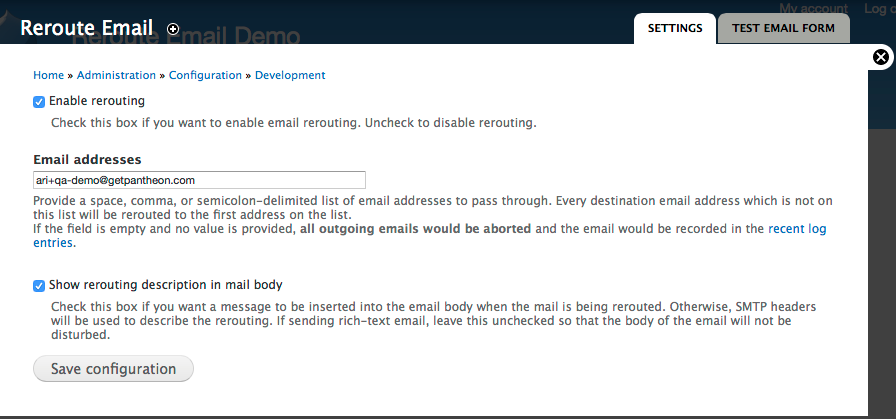 My account Log o
Reroute Email Demo
Reroute Email
SETTINGS
TEST EMAIL FORM
Home » Administration » Configuration » Development
Enable rerouting
Check this box if you want to enable email rerouting. Uncheck to disable rerouting.
Email addresses
ari+qa-demo@getpantheon.com
Provide a space, comma, or semicolon-delimited list of email addresses to pass through. Every destination email address which is not on
this list will be rerouted to the first address on the list.
If the field is empty and no value is provided, all outgoing emails would be aborted and the email would be recorded in the recent log
entries.
Show rerouting description in mail body
Check this box if you want a message to be inserted into the email body when the mail is being rerouted. Otherwise, SMTP headers
will be used to describe the rerouting. If sending rich-text email, leave this unchecked so that the body of the email will not be
disturbed.
Save configuration